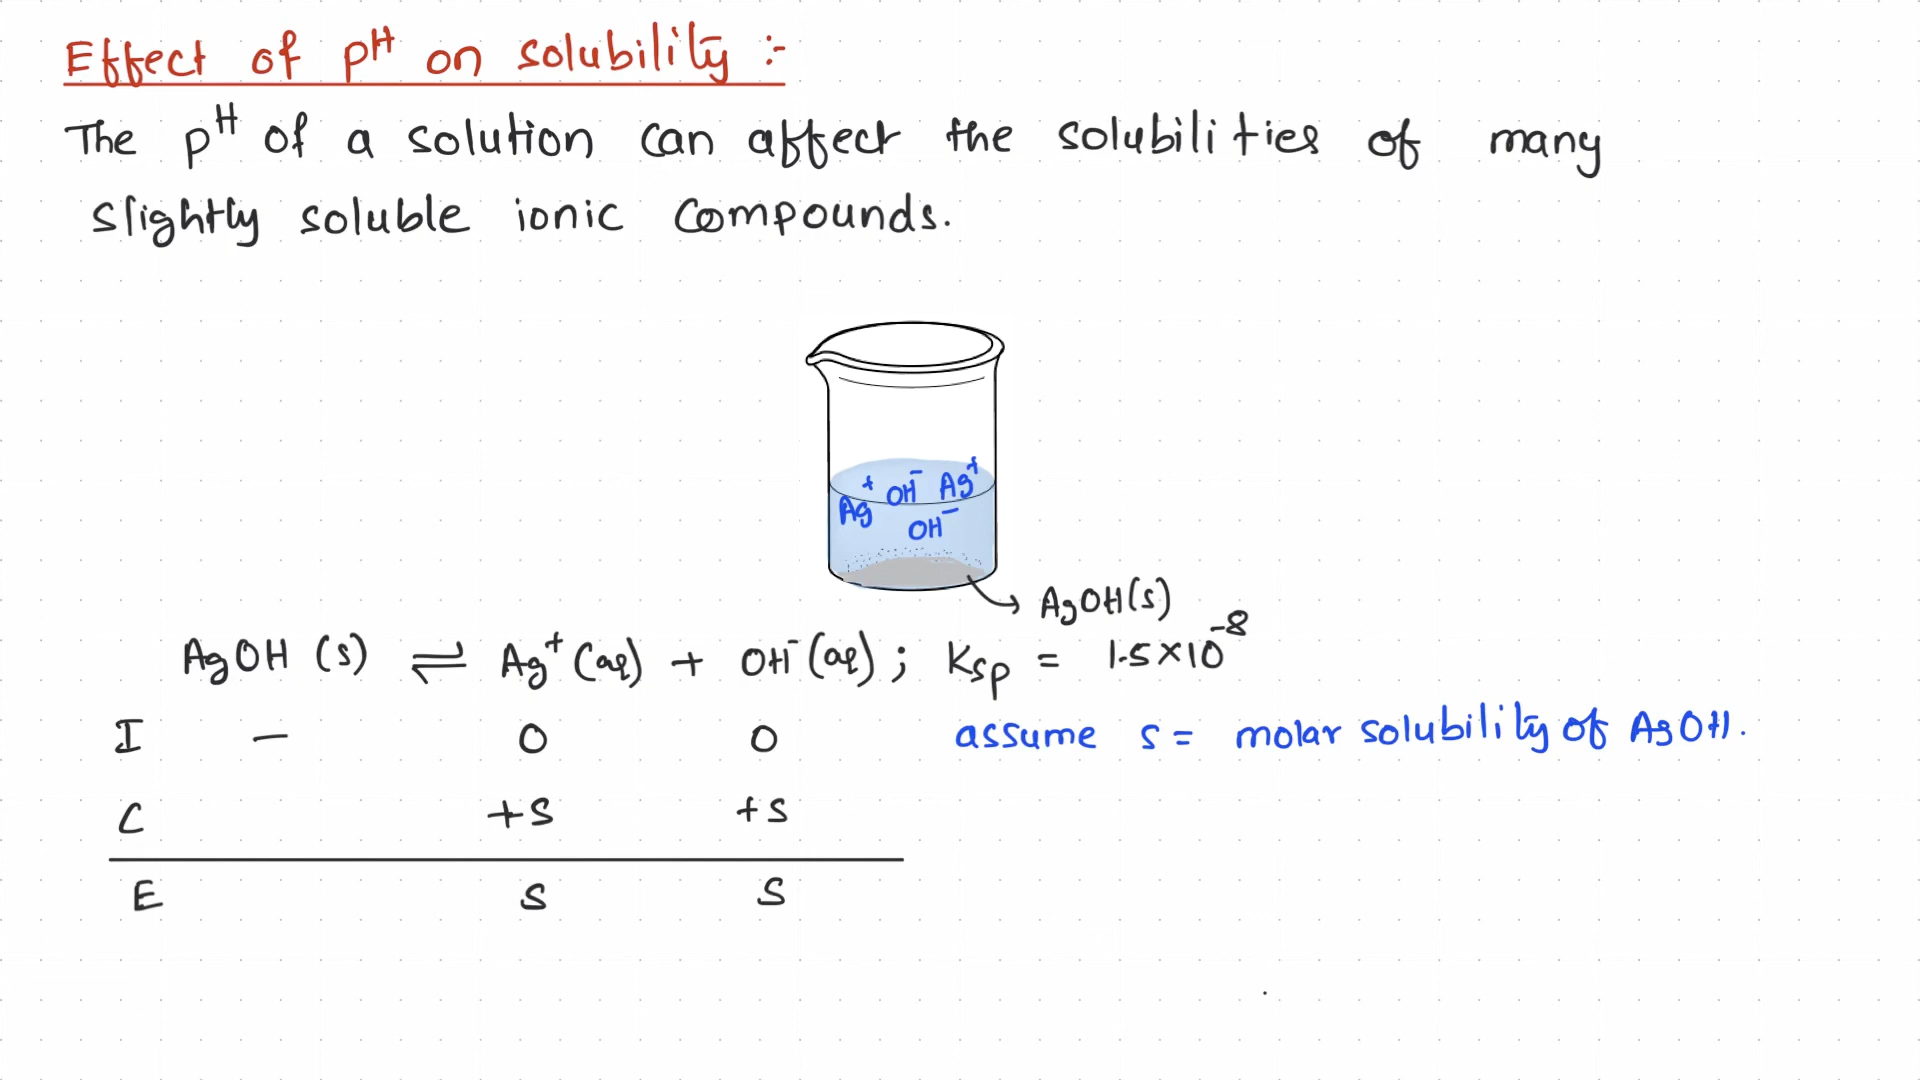 Effect of pH on solubility :-
The pH of a solution can affect the solubilities of many
slightly soluble ionic compounds.
Ag⁺ OH⁻ Ag⁺
OH⁻
AgOH(s)
AgOH (s) ⇌ Ag⁺ (aq) + OH⁻ (aq) ; Ksp = 1.5×10⁻⁸
I – 0 0 assume s = molar solubility of AgOH.
C +s +s
E s s